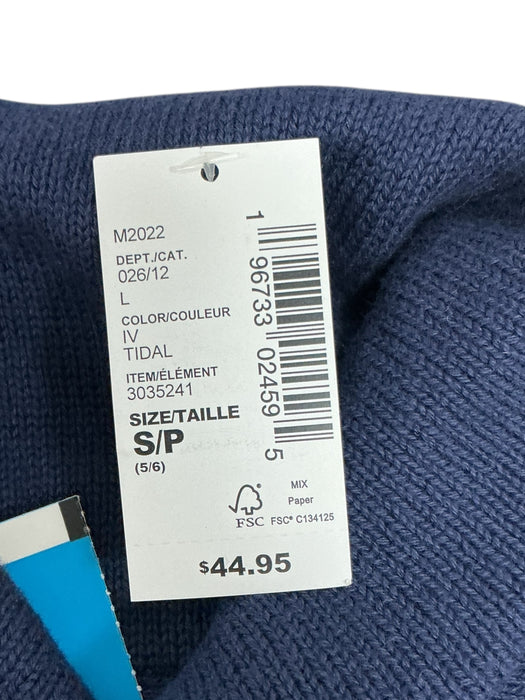 M2022
DEPT./CAT.
026/12
L
COLOR/COULEUR
IV
TIDAL
ITEM/ÉLÉMENT
3035241
SIZE/TAILLE
S/P
(5/6)
1 96733 02459 5
MIX
Paper
FSC FSC® C134125
$44.95